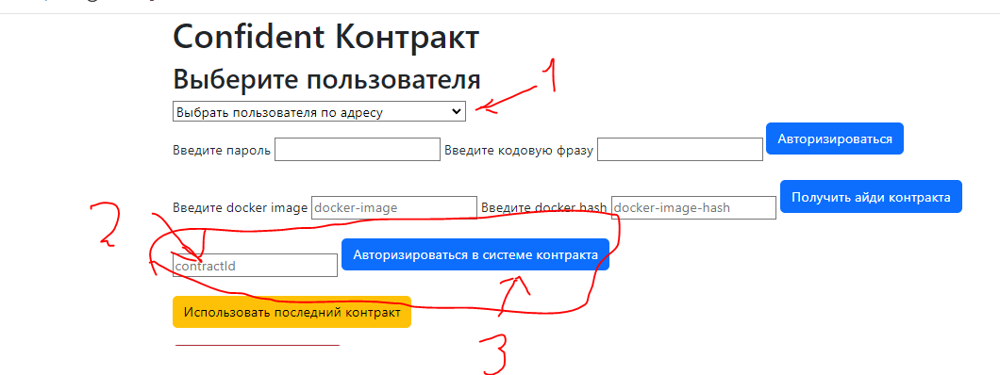 Confident Контракт
Выберите пользователя
1
Выбрать пользователя по адресу
Введите пароль Введите кодовую фразу Авторизироваться
Введите docker image docker-image Введите docker hash docker-image-hash Получить айди контракта
2
contractId Авторизироваться в системе контракта
Использовать последний контракт
3